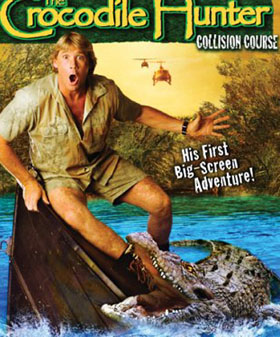 The
Crocodile Hunter
COLLISION COURSE
His First
Big-Screen
Adventure!